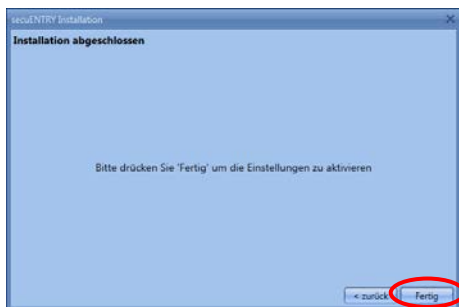 secuENTRY Installation
Installation abgeschlossen
Bitte drücken Sie 'Fertig' um die Einstellungen zu aktivieren
< zurück
Fertig